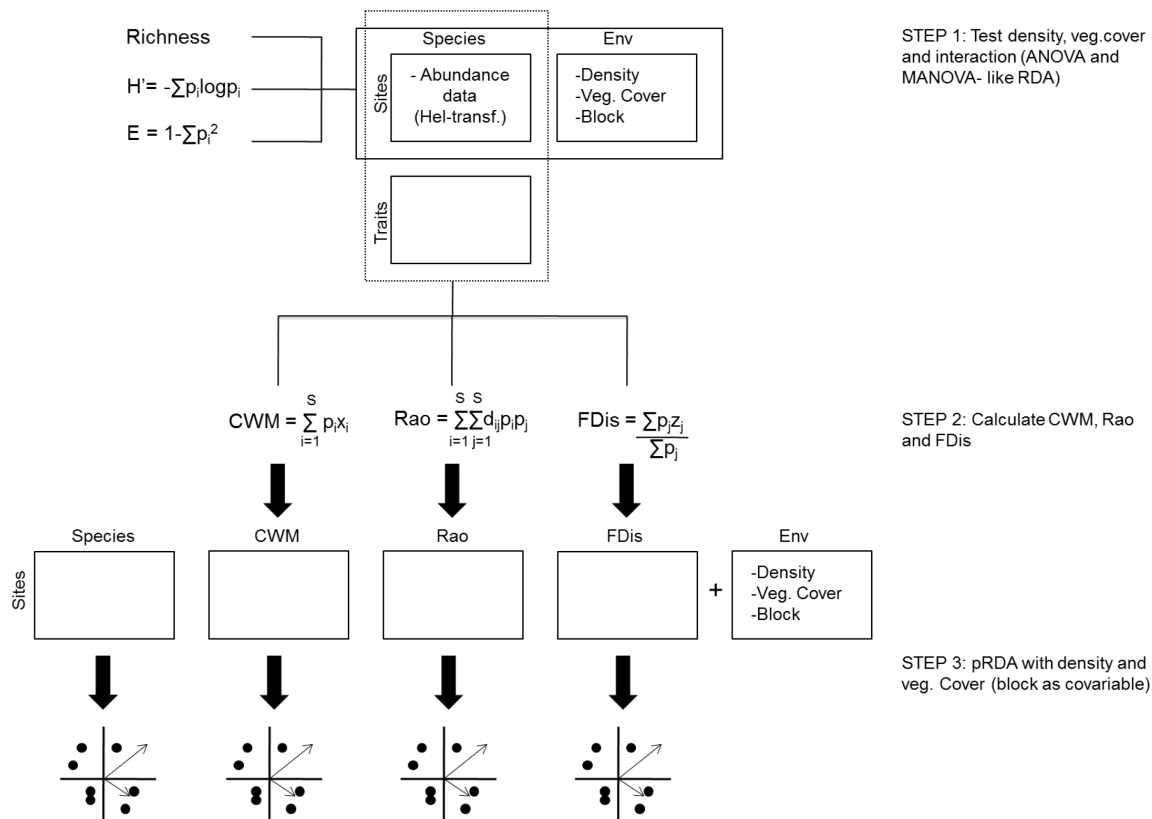 Richness
H'= -∑pᵢlogpᵢ
E = 1-∑pᵢ²
Species
Env
Sites
- Abundance
data
(Hel-transf.)
-Density
-Veg. Cover
-Block
STEP 1: Test density, veg.cover
and interaction (ANOVA and
MANOVA- like RDA)
Traits
CWM = ∑ pᵢxᵢ
S
i=1
Rao = ∑∑dᵢⱼpᵢpⱼ
S S
i=1 j=1
FDis = ∑pⱼzⱼ
∑pⱼ
STEP 2: Calculate CWM, Rao
and FDis
Species
CWM
Rao
FDis
Env
Sites
+
-Density
-Veg. Cover
-Block
STEP 3: pRDA with density and
veg. Cover (block as covariable)